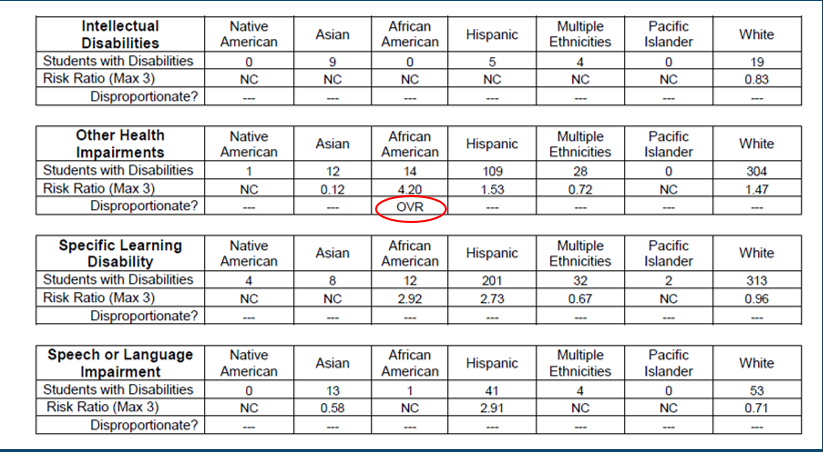 Intellectual Disabilities Native American Asian African American Hispanic Multiple Ethnicities Pacific Islander White
Students with Disabilities 0 9 0 5 4 0 19
Risk Ratio (Max 3) NC NC NC NC NC NC 0.83
Disproportionate? --- --- --- --- --- --- ---
Other Health Impairments Native American Asian African American Hispanic Multiple Ethnicities Pacific Islander White
Students with Disabilities 1 12 14 109 28 0 304
Risk Ratio (Max 3) NC 0.12 4.20 1.53 0.72 NC 1.47
Disproportionate? --- --- OVR --- --- --- ---
Specific Learning Disability Native American Asian African American Hispanic Multiple Ethnicities Pacific Islander White
Students with Disabilities 4 8 12 201 32 2 313
Risk Ratio (Max 3) NC NC 2.92 2.73 0.67 NC 0.96
Disproportionate? --- --- --- --- --- --- ---
Speech or Language Impairment Native American Asian African American Hispanic Multiple Ethnicities Pacific Islander White
Students with Disabilities 0 13 1 41 4 0 53
Risk Ratio (Max 3) NC 0.58 NC 2.91 NC NC 0.71
Disproportionate? --- --- --- --- --- --- ---